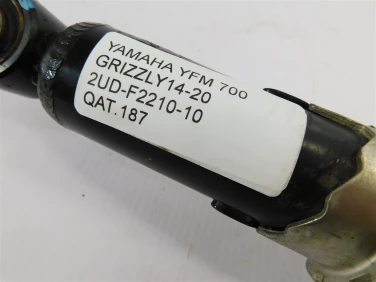 YAMAHA YFM 700
GRIZZLY14-20
2UD-F2210-10
QAT.187